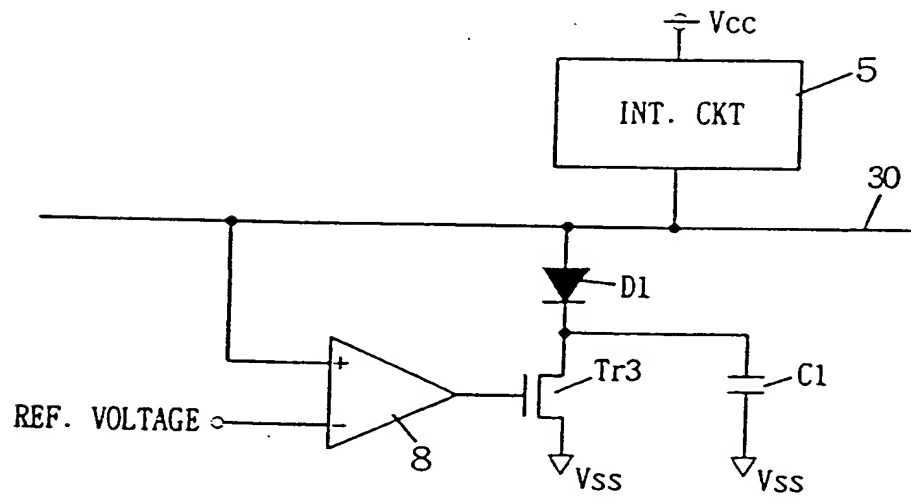 Vcc
5
INT. CKT
30
D1
+
Tr3
C1
REF. VOLTAGE
−
8
Vss
Vss